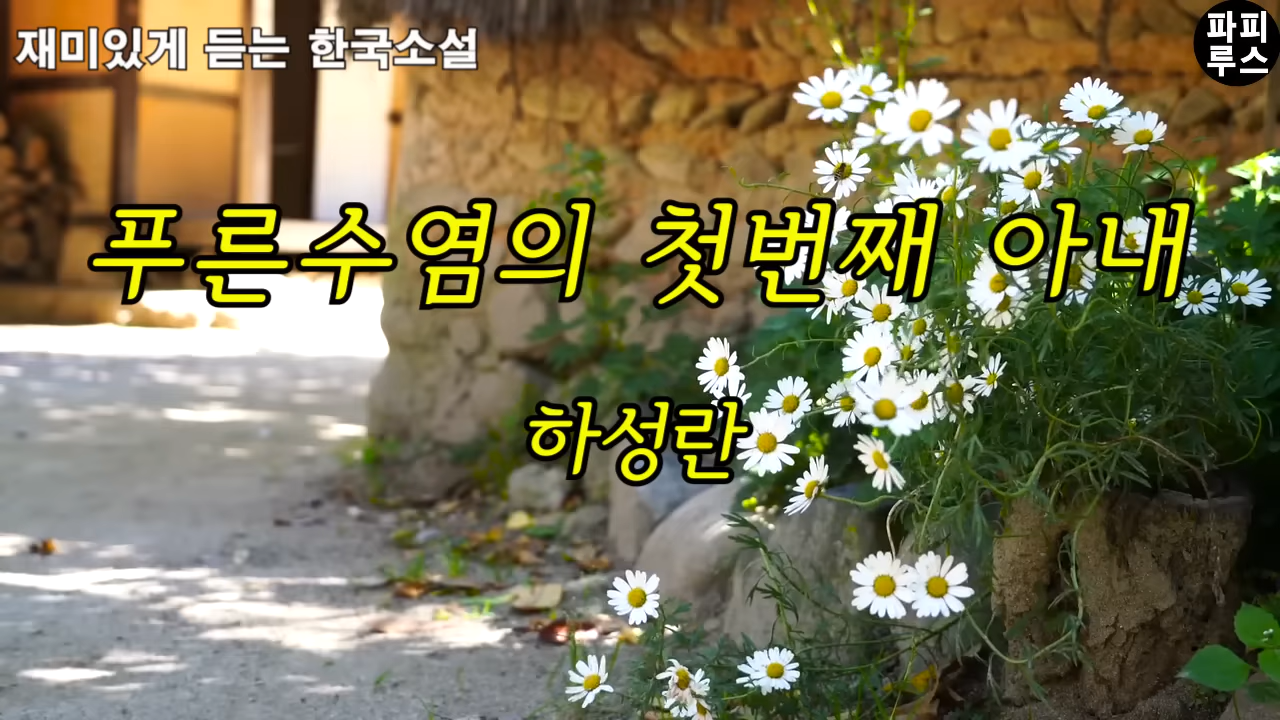 재미있게 듣는 한국소설
파피
루스
푸른수염의 첫번째 아내
하성란